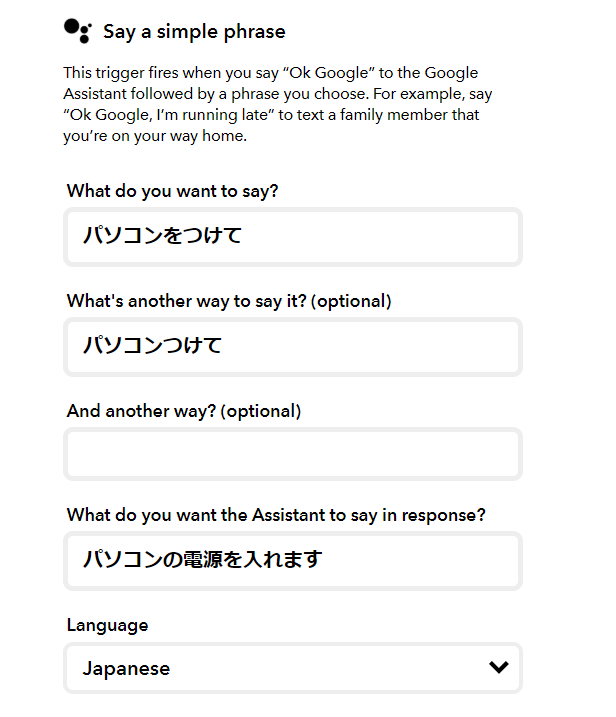 Say a simple phrase
This trigger fires when you say “Ok Google” to the Google
Assistant followed by a phrase you choose. For example, say
“Ok Google, I’m running late” to text a family member that
you’re on your way home.
What do you want to say?
パソコンをつけて
What's another way to say it? (optional)
パソコンつけて
And another way? (optional)
What do you want the Assistant to say in response?
パソコンの電源を入れます
Language
Japanese